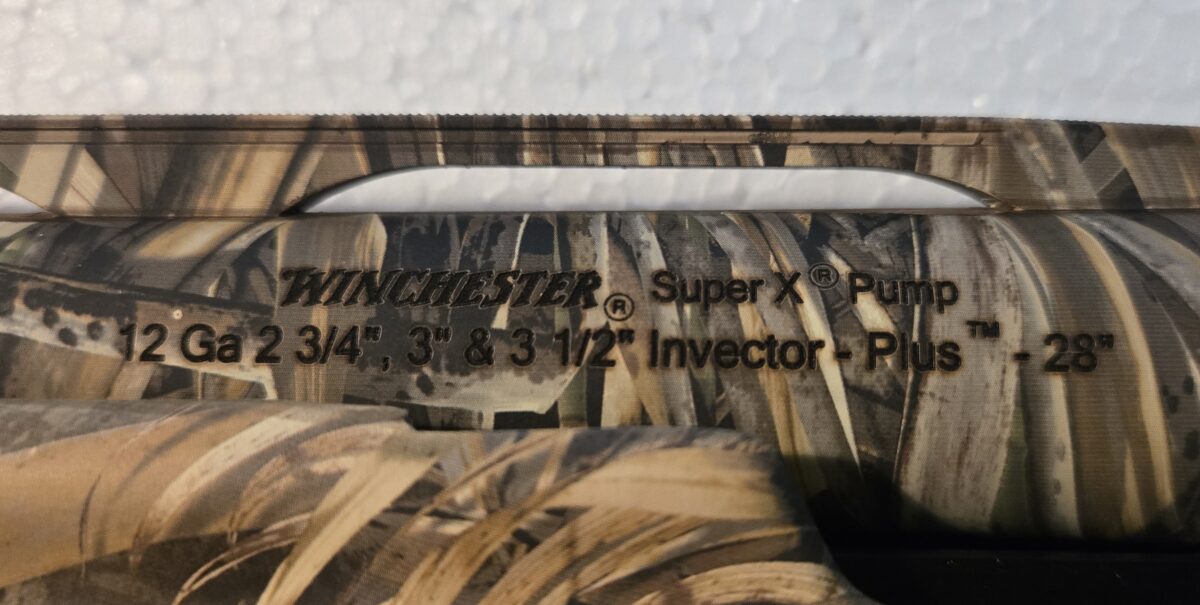 WINCHESTER® Super X® Pump
12 Ga 2 3/4", 3" & 3 1/2" Invector - Plus™ - 28"